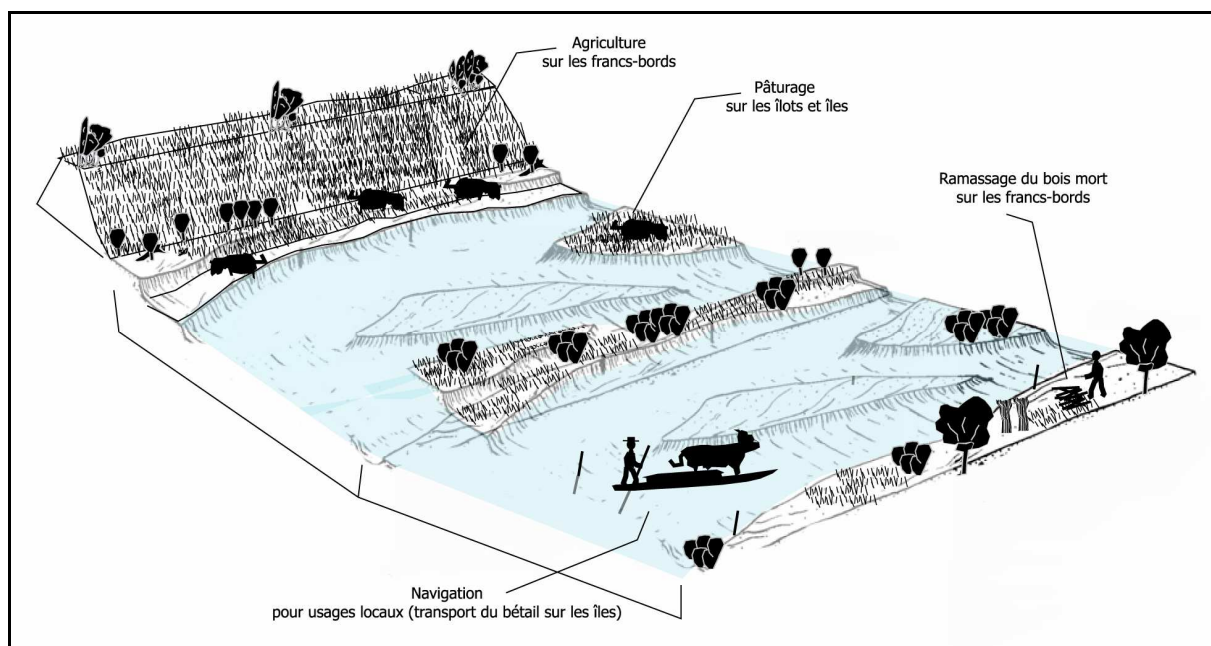 Agriculture
sur les francs-bords
Pâturage
sur les îlots et îles
Ramassage du bois mort
sur les francs-bords
Navigation
pour usages locaux (transport du bétail sur les îles)